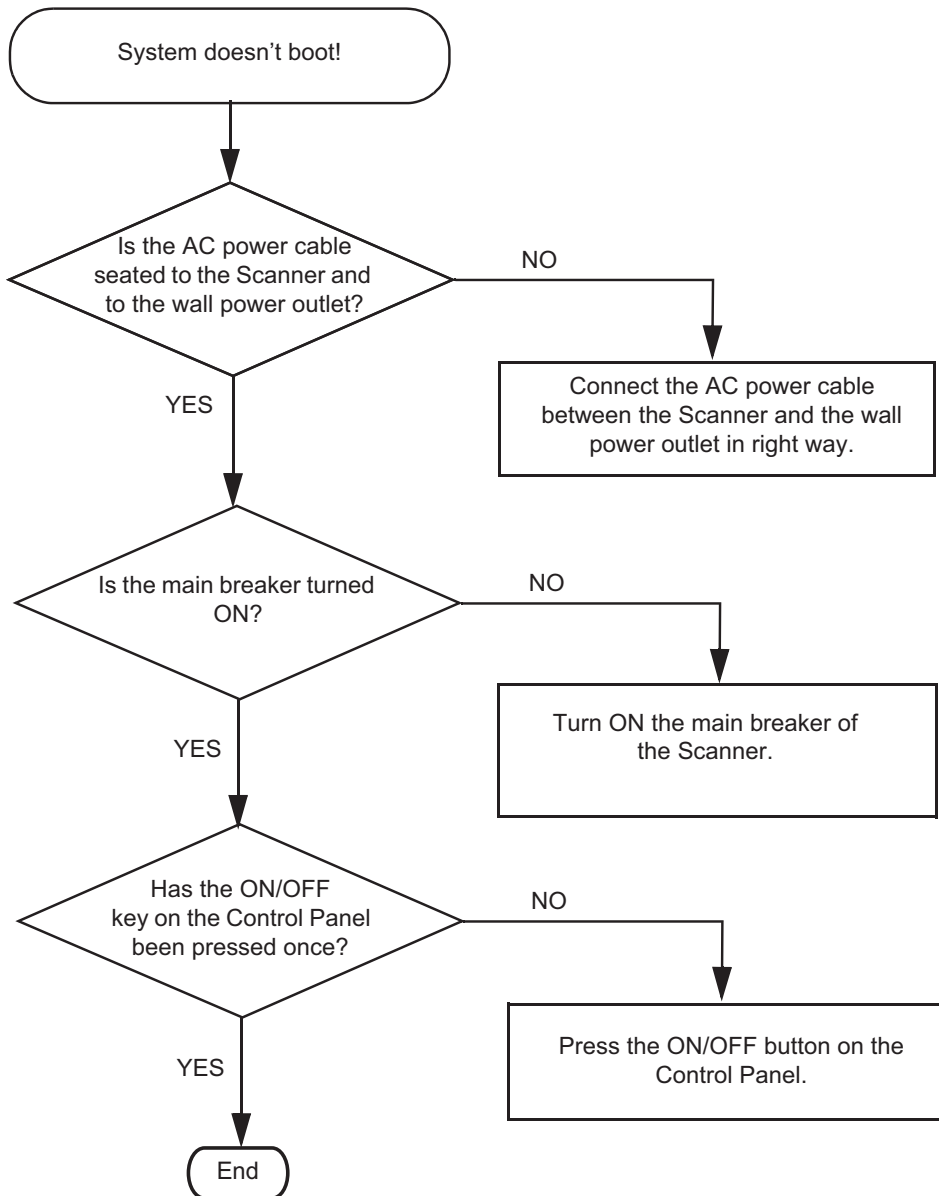 System doesn't boot!
Is the AC power cable
seated to the Scanner and
to the wall power outlet?
NO
Connect the AC power cable
between the Scanner and the wall
power outlet in right way.
YES
Is the main breaker turned
ON?
NO
Turn ON the main breaker of
the Scanner.
YES
Has the ON/OFF
key on the Control Panel
been pressed once?
NO
Press the ON/OFF button on the
Control Panel.
YES
End